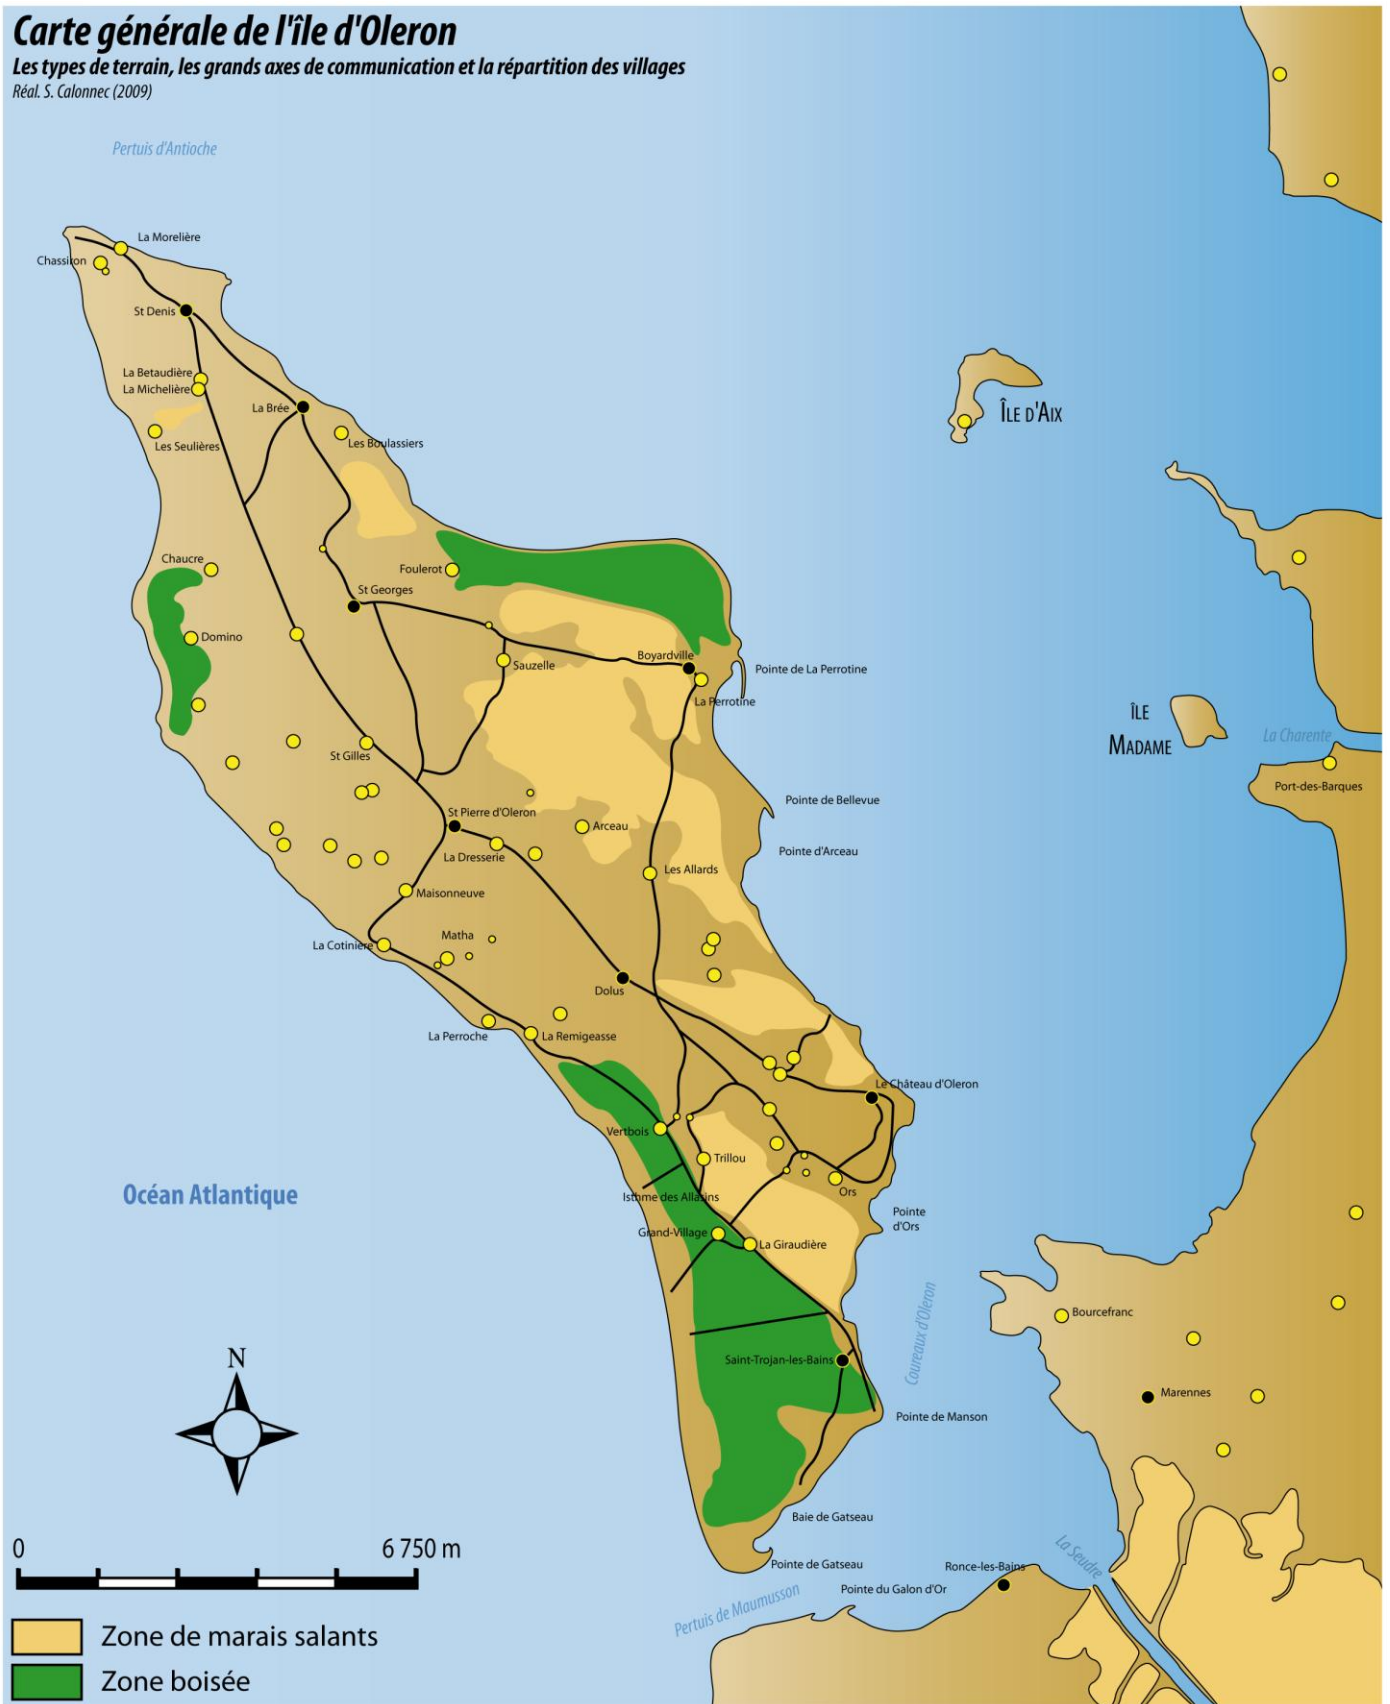 Carte générale de l'île d'Oleron
Les types de terrain, les grands axes de communication et la répartition des villages
Réal. S. Calonnec (2009)
Pertuis d'Antioche
La Morelière
Chassiron
St Denis
La Betaudière
La Michelière
La Brée
Les Boulassiers
Les Seulières
ÎLE D'AIX
Chaucre
Foulerot
St Georges
Domino
Sauzelle
Boyardville
Pointe de La Perrotine
La Perrotine
ÎLE
MADAME
La Charente
Port-des-Barques
St Gilles
Pointe de Bellevue
St Pierre d'Oleron
Arceau
La Dresserie
Pointe d'Arceau
Les Allards
Maisonneuve
Matha
La Cotinière
Dolus
La Perroche
La Remigeasse
Le Château d'Oleron
Vertbois
Trillou
Isthme des Allasins
Ors
Pointe
d'Ors
Océan Atlantique
Grand-Village
La Giraudière
Coureaux d'Oleron
Bourcefranc
N
Saint-Trojan-les-Bains
Marennes
Pointe de Manson
Baie de Gatseau
La Seudre
Pointe de Gatseau
Ronce-les-Bains
Pointe du Galon d'Or
Pertuis de Maumusson
0 6 750 m
Zone de marais salants
Zone boisée